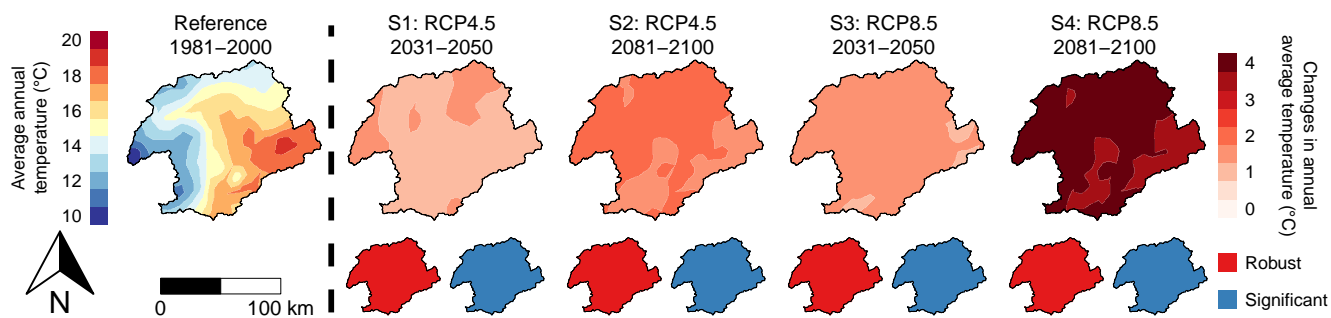 Reference
1981–2000
S1: RCP4.5
2031–2050
S2: RCP4.5
2081–2100
S3: RCP8.5
2031–2050
S4: RCP8.5
2081–2100
Average annual
temperature (°C)
20
18
16
14
12
10
4
3
2
1
0
Changes in annual
average temperature (°C)
N
0
100 km
Robust
Significant